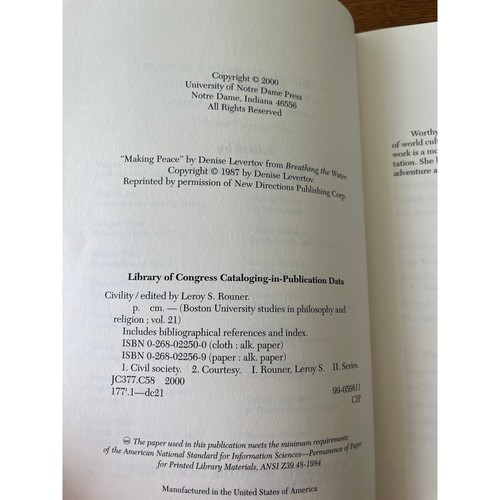 Copyright © 2000
University of Notre Dame Press
Notre Dame, Indiana 46556
All Rights Reserved
"Making Peace" by Denise Levertov from Breathing the Water.
Copyright © 1987 by Denise Levertov.
Reprinted by permission of New Directions Publishing Corp.
Library of Congress Cataloging-in-Publication Data
Civility / edited by Leroy S. Rouner.
p. cm. — (Boston University studies in philosophy and
religion ; vol. 21)
Includes bibliographical references and index.
ISBN 0-268-02250-0 (cloth : alk. paper)
ISBN 0-268-02256-9 (paper : alk. paper)
1. Civil society. 2. Courtesy. I. Rouner, Leroy S. II. Series.
JC377.C58 2000
177'.1—dc21 99-059811
CIP
∞ The paper used in this publication meets the minimum requirements
of the American National Standard for Information Sciences—Permanence of Paper
for Printed Library Materials, ANSI Z39.48-1984
Manufactured in the United States of America
Worthy
of world cul
work is a mo
tation. She l
adventure a